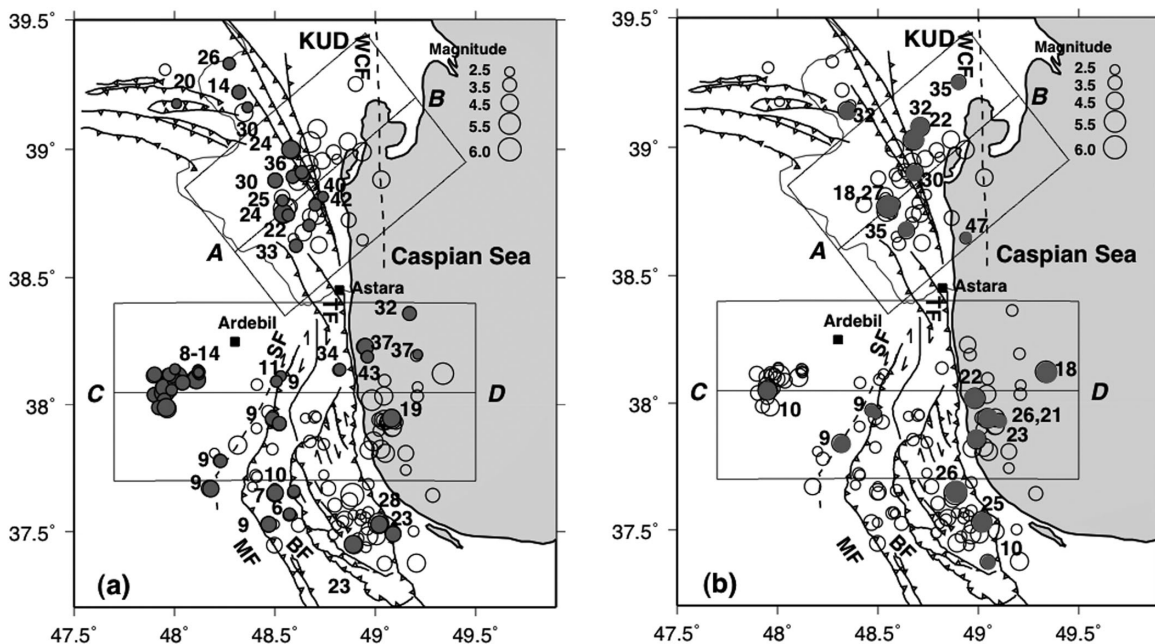 39.5˚
39˚
38.5˚
38˚
37.5˚
47.5˚
48˚
48.5˚
49˚
49.5˚
KUD
WCF
Magnitude
2.5
3.5
4.5
5.5
6.0
B
A
26
20
14
30
24
36
30
40
25
42
24
22
33
Caspian Sea
Astara
TF
32
Ardebil
SF
37
37
34
43
8-14
11
9
C
D
19
9
9
9
10
7
6
28
23
9
MF
BF
23
(a)
39.5˚
39˚
38.5˚
38˚
37.5˚
47.5˚
48˚
48.5˚
49˚
49.5˚
KUD
WCF
Magnitude
2.5
3.5
4.5
5.5
6.0
B
A
35
32
32
22
30
18,27
35
47
Caspian Sea
Astara
TF
Ardebil
SF
18
22
C
D
10
9
26,21
23
9
26
25
10
MF
BF
(b)